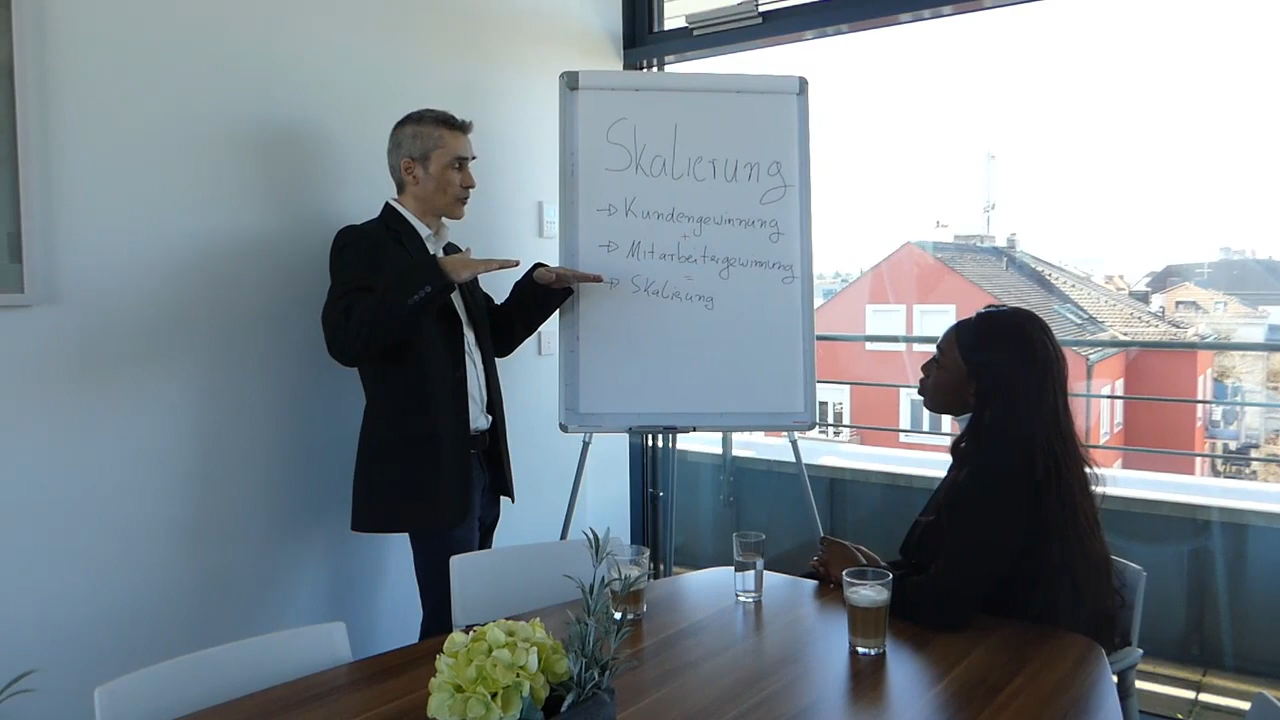 Skalierung
→ Kundengewinnung
+
→ Mitarbeitergewinnung
=
→ Skalierung